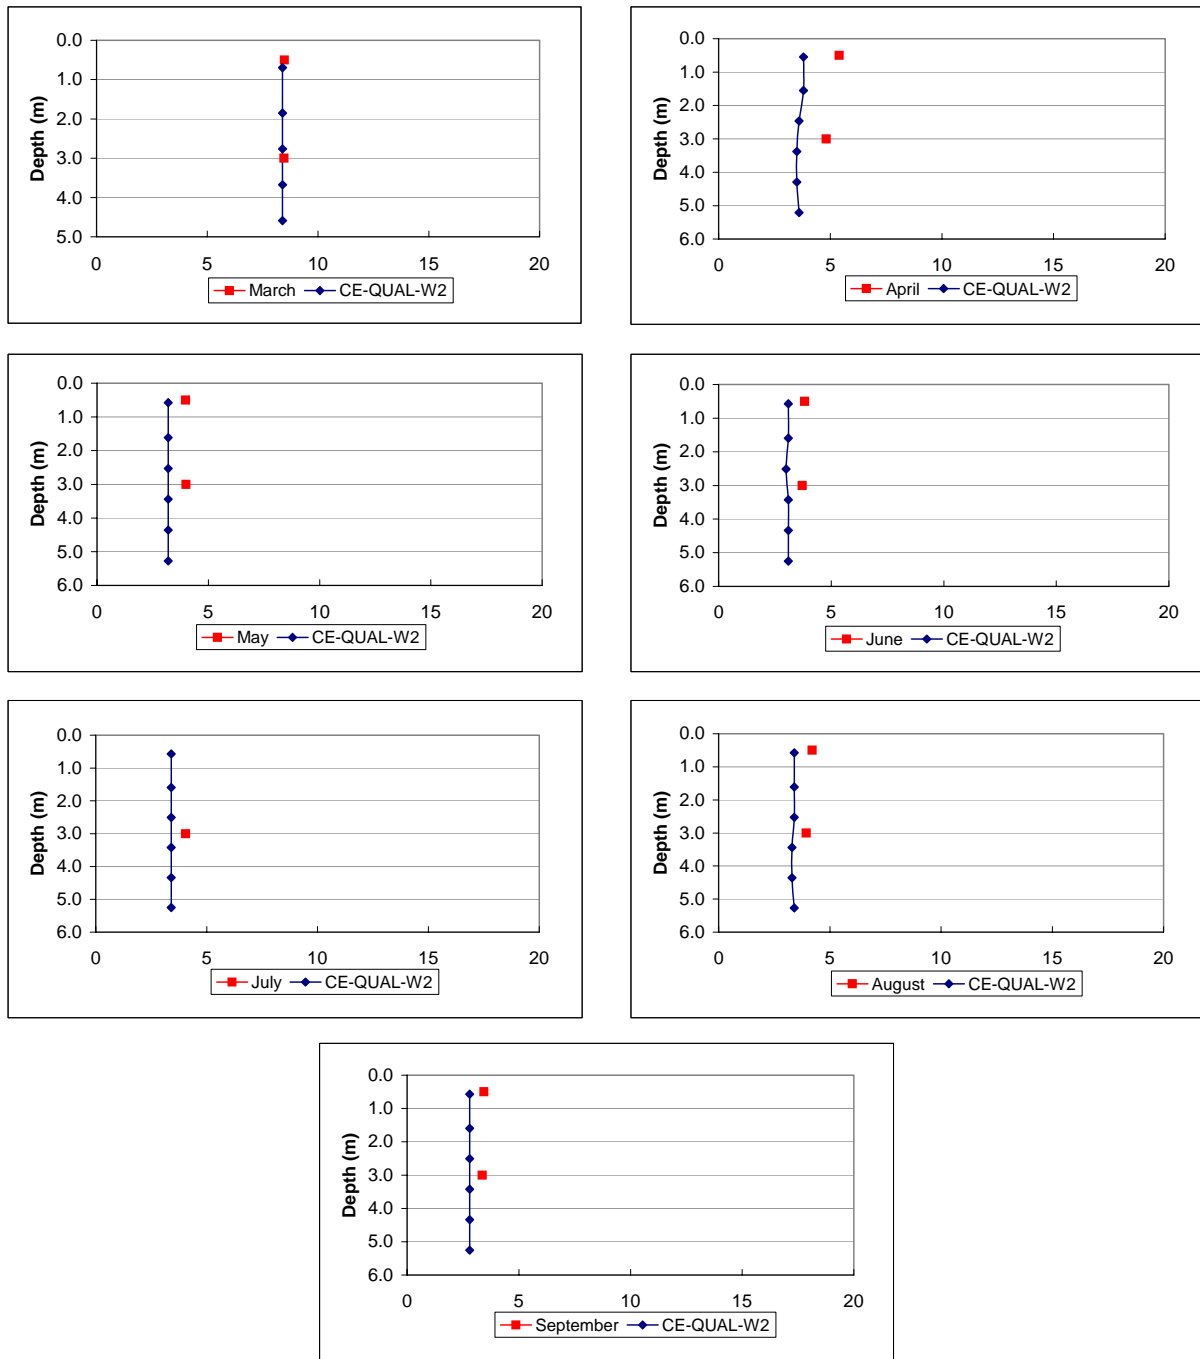 0.0
1.0
2.0
3.0
4.0
5.0
Depth (m)
0 5 10 15 20
March CE-QUAL-W2
0.0
1.0
2.0
3.0
4.0
5.0
6.0
Depth (m)
0 5 10 15 20
April CE-QUAL-W2
0.0
1.0
2.0
3.0
4.0
5.0
6.0
Depth (m)
0 5 10 15 20
May CE-QUAL-W2
0.0
1.0
2.0
3.0
4.0
5.0
6.0
Depth (m)
0 5 10 15 20
June CE-QUAL-W2
0.0
1.0
2.0
3.0
4.0
5.0
6.0
Depth (m)
0 5 10 15 20
July CE-QUAL-W2
0.0
1.0
2.0
3.0
4.0
5.0
6.0
Depth (m)
0 5 10 15 20
August CE-QUAL-W2
0.0
1.0
2.0
3.0
4.0
5.0
6.0
Depth (m)
0 5 10 15 20
September CE-QUAL-W2